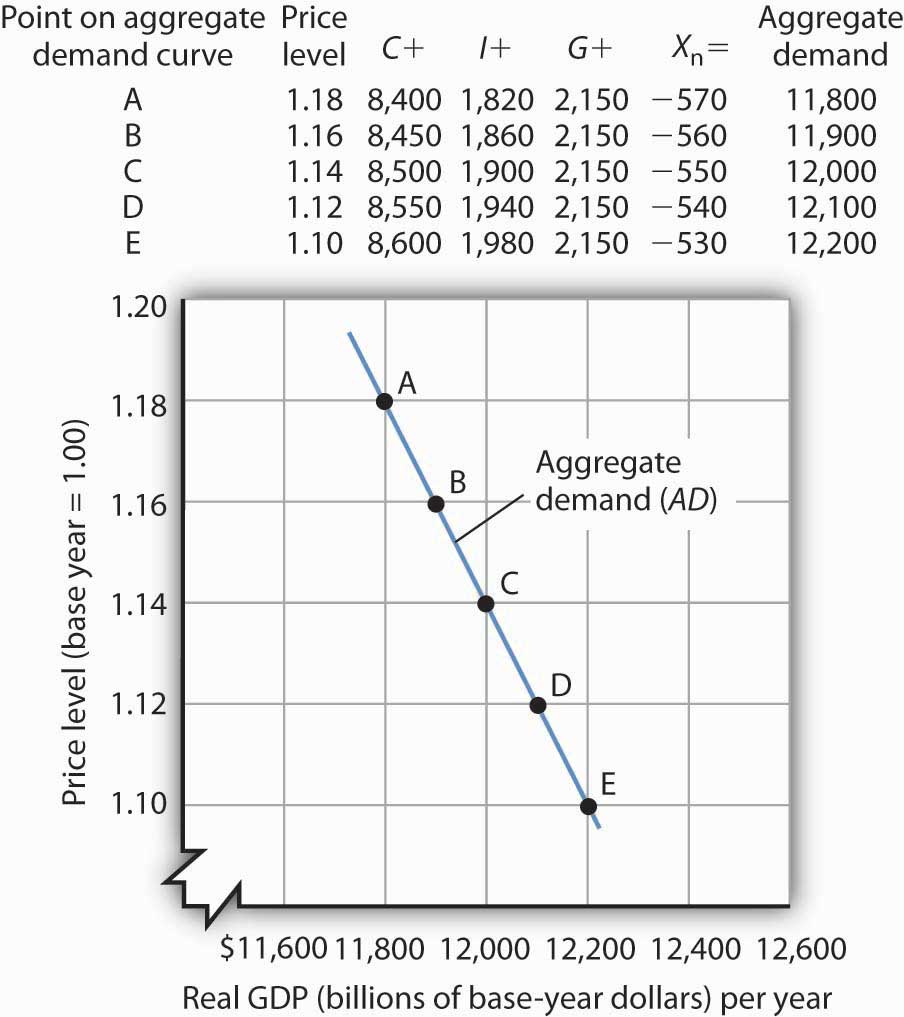 Point on aggregate demand curve Price level C+ I+ G+ Xn= Aggregate demand
A 1.18 8,400 1,820 2,150 −570 11,800
B 1.16 8,450 1,860 2,150 −560 11,900
C 1.14 8,500 1,900 2,150 −550 12,000
D 1.12 8,550 1,940 2,150 −540 12,100
E 1.10 8,600 1,980 2,150 −530 12,200
1.20
1.18
1.16
1.14
1.12
1.10
Price level (base year = 1.00)
A
B
C
D
E
Aggregate
demand (AD)
$11,600 11,800 12,000 12,200 12,400 12,600
Real GDP (billions of base-year dollars) per year